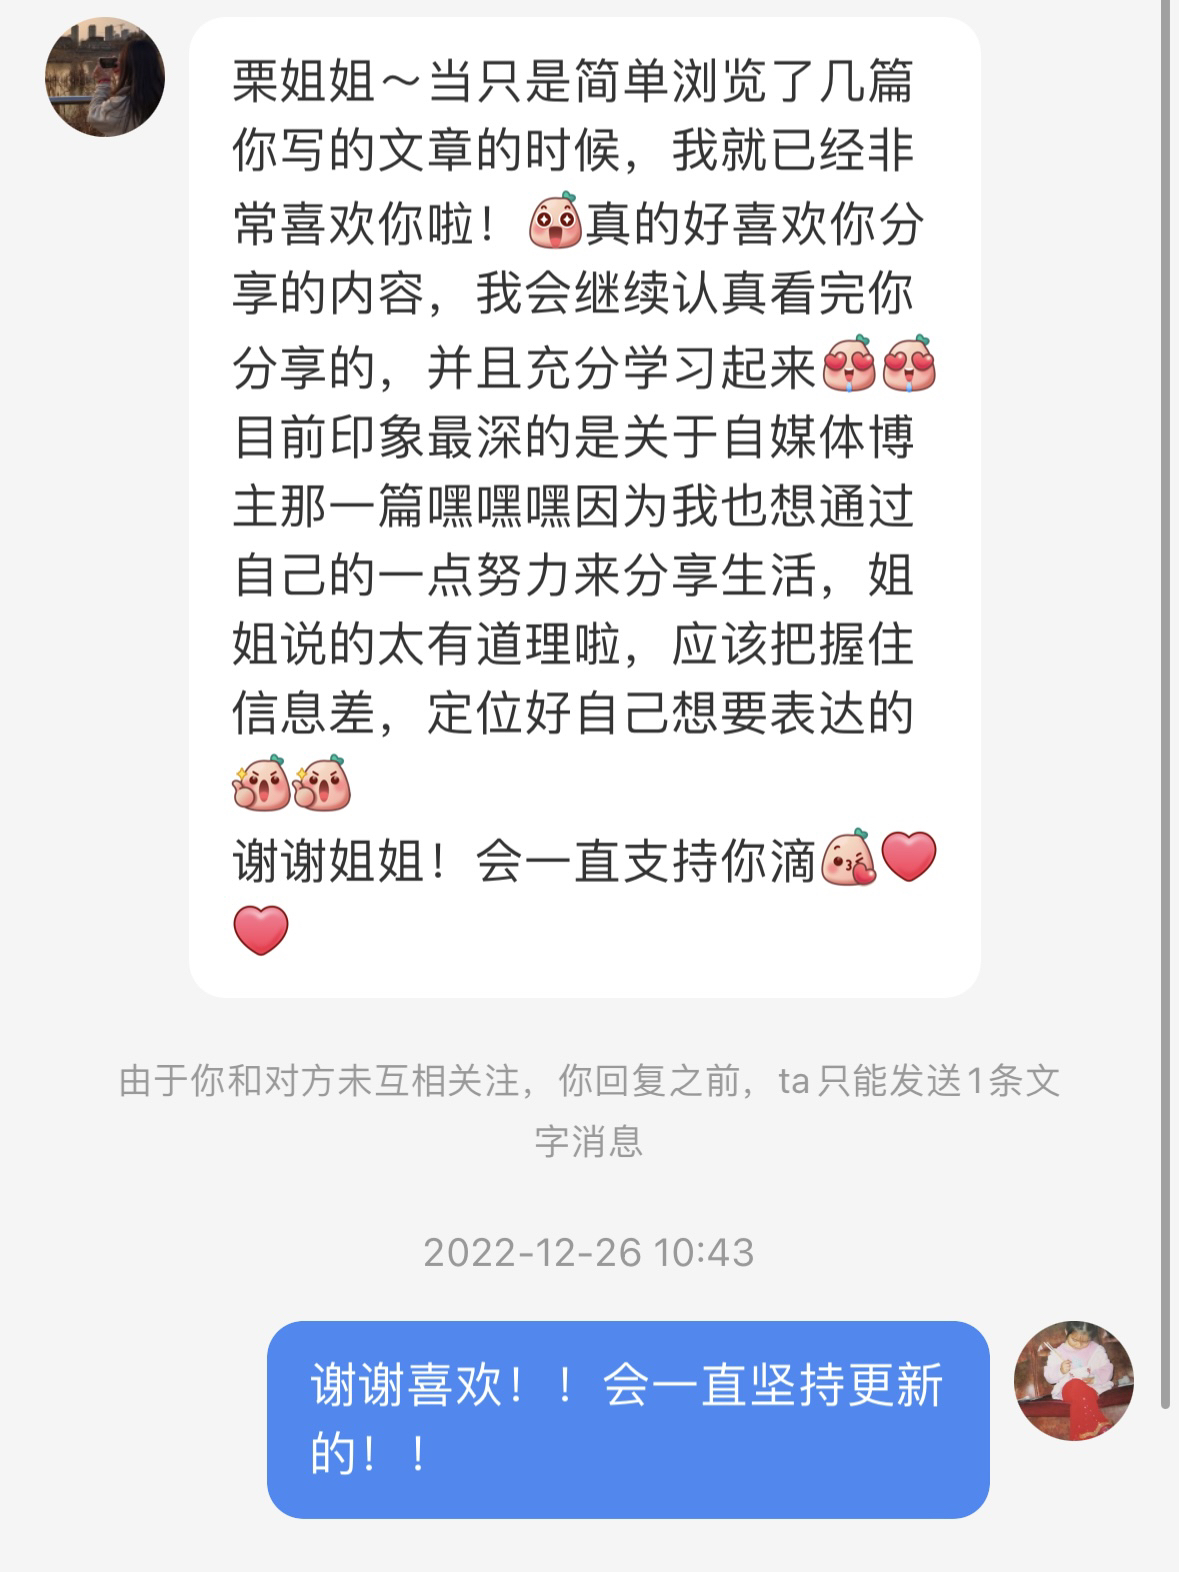 栗姐姐～当只是简单浏览了几篇
你写的文章的时候，我就已经非
常喜欢你啦！真的好喜欢你分
享的内容，我会继续认真看完你
分享的，并且充分学习起来
目前印象最深的是关于自媒体博
主那一篇嘿嘿嘿因为我也想通过
自己的一点努力来分享生活，姐
姐说的太有道理啦，应该把握住
信息差，定位好自己想要表达的
谢谢姐姐！会一直支持你滴
由于你和对方未互相关注，你回复之前，ta只能发送1条文
字消息
2022-12-26 10:43
谢谢喜欢！！会一直坚持更新
的！！